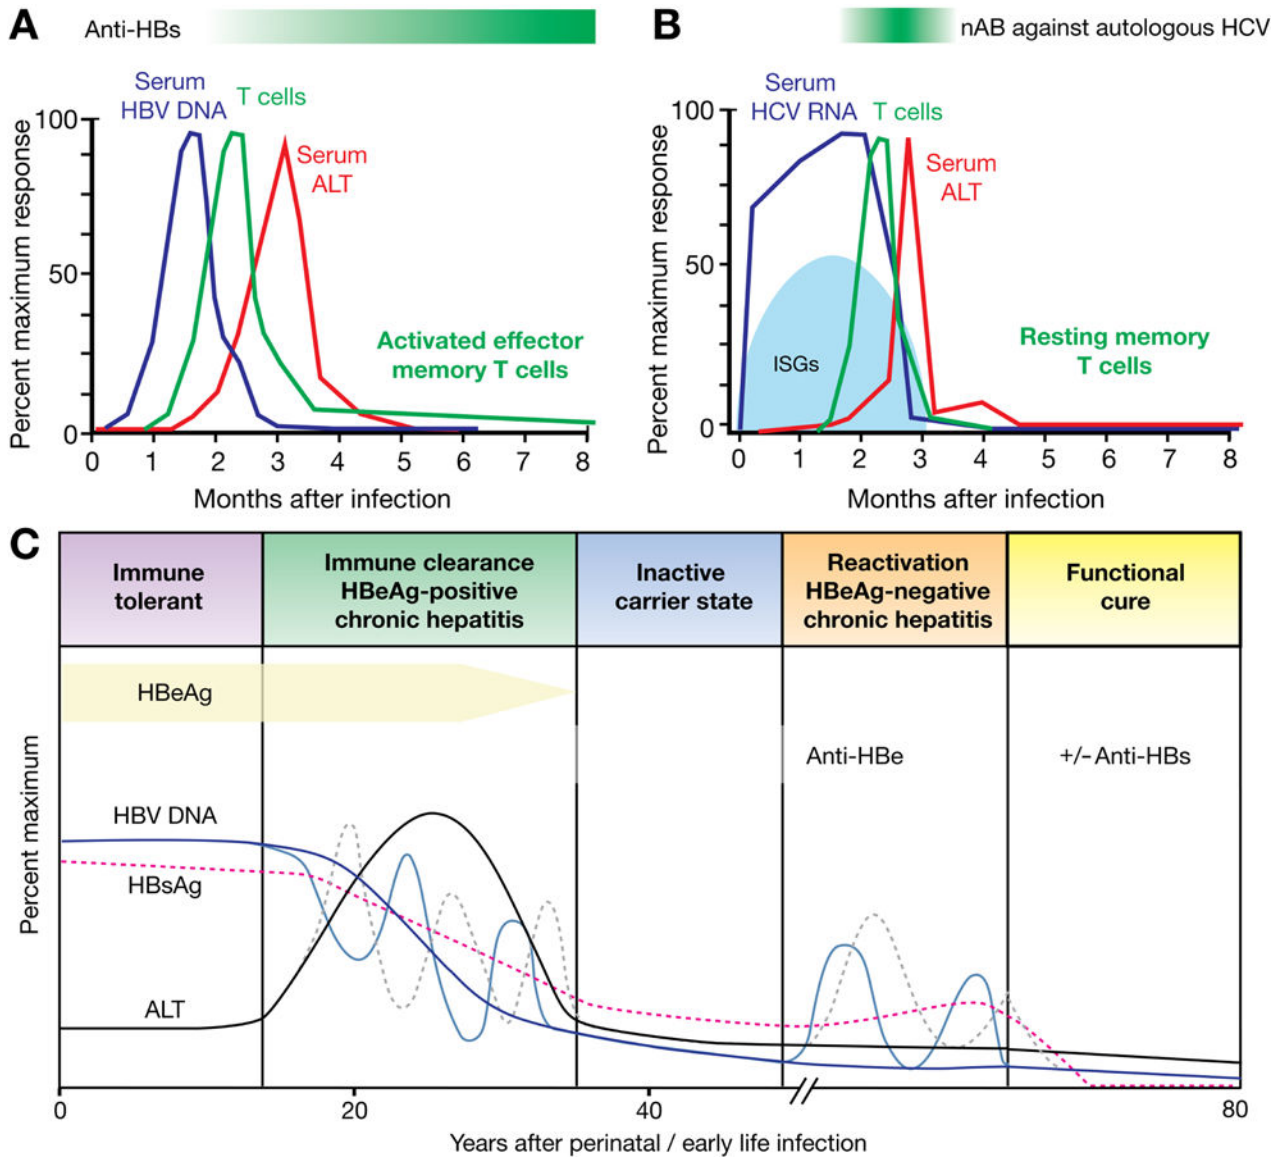 A
Anti-HBs
Serum
HBV DNA
T cells
Serum
ALT
Activated effector
memory T cells
Percent maximum response
100
50
0
0 1 2 3 4 5 6 7 8
Months after infection
B
nAB against autologous HCV
Serum
HCV RNA
T cells
Serum
ALT
ISGs
Resting memory
T cells
Percent maximum response
100
50
0
0 1 2 3 4 5 6 7 8
Months after infection
C
Immune
tolerant
Immune clearance
HBeAg-positive
chronic hepatitis
Inactive
carrier state
Reactivation
HBeAg-negative
chronic hepatitis
Functional
cure
HBeAg
Anti-HBe
+/-Anti-HBs
HBV DNA
HBsAg
ALT
Percent maximum
0 20 40 80
Years after perinatal / early life infection